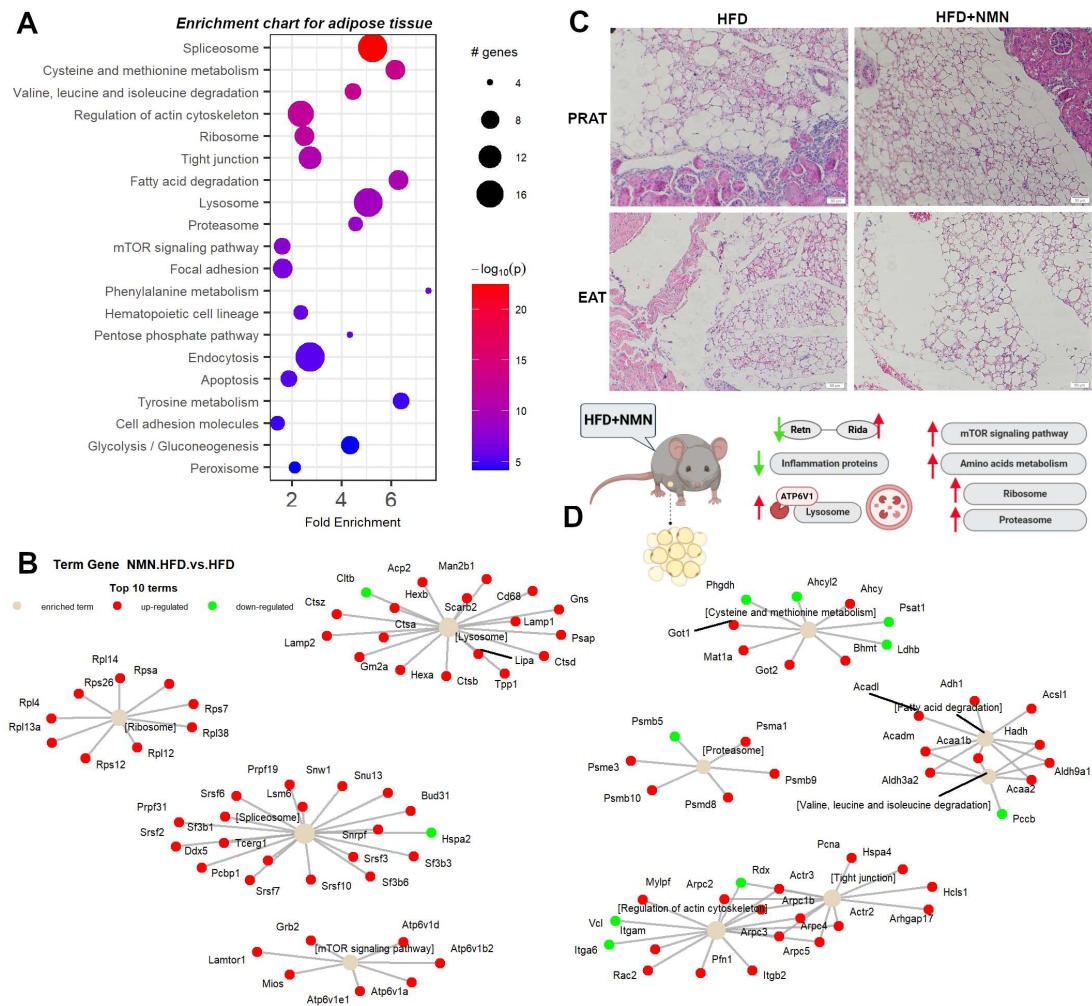 A
Enrichment chart for adipose tissue
Spliceosome
Cysteine and methionine metabolism
Valine, leucine and isoleucine degradation
Regulation of actin cytoskeleton
Ribosome
Tight junction
Fatty acid degradation
Lysosome
Proteasome
mTOR signaling pathway
Focal adhesion
Phenylalanine metabolism
Hematopoietic cell lineage
Pentose phosphate pathway
Endocytosis
Apoptosis
Tyrosine metabolism
Cell adhesion molecules
Glycolysis / Gluconeogenesis
Peroxisome
2 4 6
Fold Enrichment
# genes
4
8
12
16
−log10(p)
20
15
10
5
C
HFD HFD+NMN
PRAT
EAT
HFD+NMN
Retn Rida
Inflammation proteins
ATP6V1
Lysosome
mTOR signaling pathway
Amino acids metabolism
Ribosome
Proteasome
B
Term Gene NMN.HFD.vs.HFD
Top 10 terms
enriched term up-regulated down-regulated
Cltb
Acp2
Man2b1
Hexb
Cd68
Gns
Ctsz
Scarb2
Lamp1
Ctsa
Lamp2
[Lysosome]
Psap
Gm2a
Hexa
Ctsb
Lipa
Tpp1
Ctsd
Rpl14
Rpsa
Rps26
Rpl4
Rps7
Rpl13a
[Ribosome]
Rpl38
Rps12
Rpl12
Prpf19
Snw1
Snu13
Srsf6
Lsm6
Bud31
Prpf31
Sf3b1
[Spliceosome]
Srsf2
Tcerg1
Snrpf
Hspa2
Ddx5
Pcbp1
Srsf3
Sf3b3
Srsf7
Srsf10
Sf3b6
Grb2
Atp6v1d
Lamtor1
[mTOR signaling pathway]
Atp6v1b2
Mios
Atp6v1e1
Atp6v1a
D
Phgdh
Ahcyl2
Ahcy
[Cysteine and methionine metabolism]
Psat1
Got1
Mat1a
Got2
Bhmt
Ldhb
Psmb5
Psma1
[Proteasome]
Psme3
Psmb9
Psmb10
Psmd8
Acadl
Adh1
Acsl1
[Fatty acid degradation]
Acadm
Acaa1b
Hadh
Aldh3a2
Aldh9a1
Acaa2
[Valine, leucine and isoleucine degradation]
Pccb
Pcna
Hspa4
Rdx
Actr3
[Tight junction]
Mylpf
Arpc2
Hcls1
[Regulation of actin cytoskeleton]
Arpc1b
Actr2
Arhgap17
Vcl
Itgam
Arpc3
Arpc4
Itga6
Arpc5
Rac2
Pfn1
Itgb2